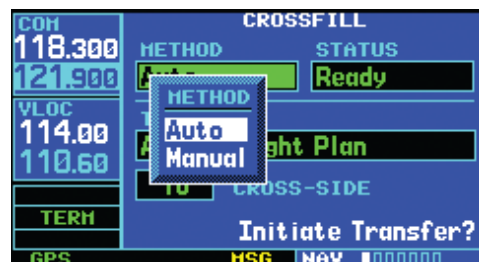 COM
118.300
121.900
VLOC
114.00
110.60
TERM
GPS
CROSSFILL
METHOD STATUS
Ready
METHOD
Auto
Manual
ght Plan
CROSS-SIDE
Initiate Transfer?
MSG NAV